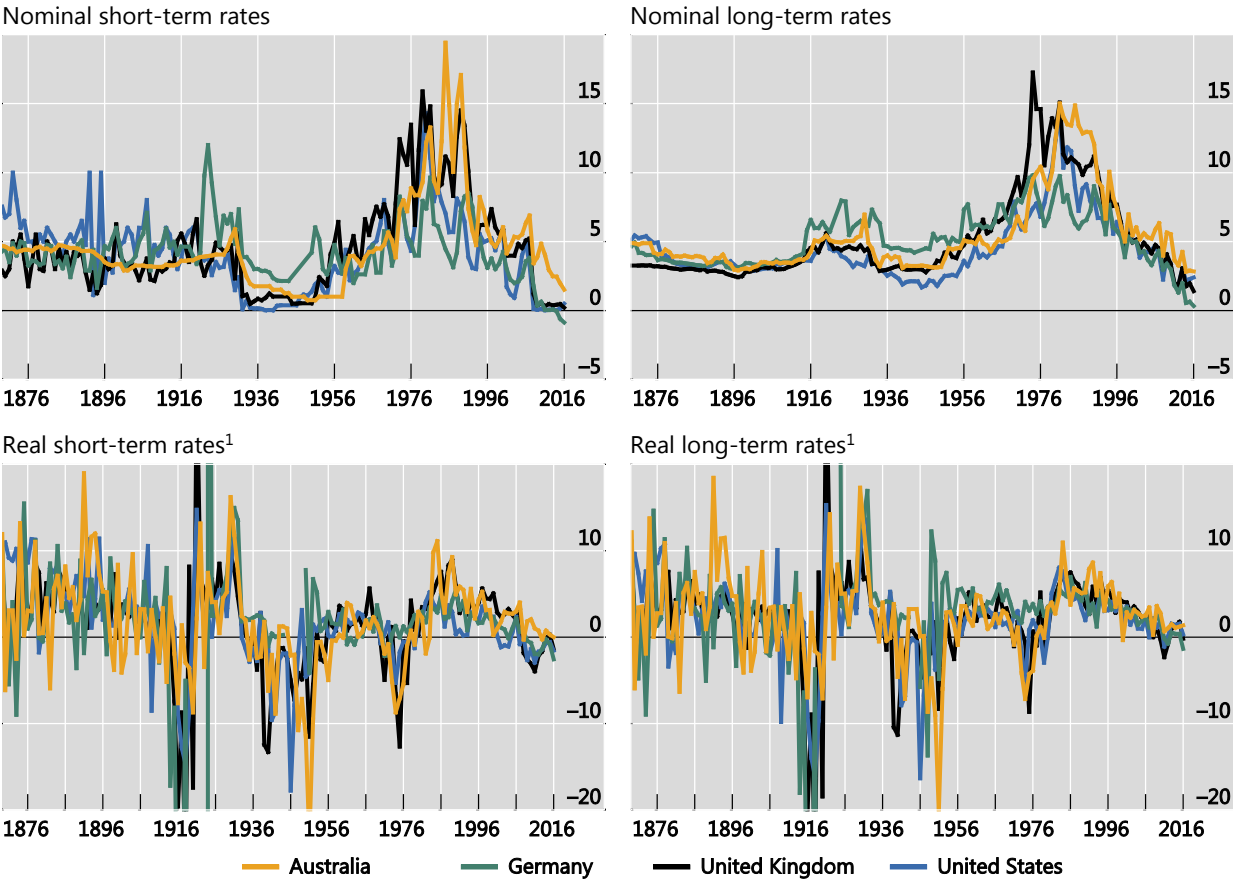 Nominal short-term rates
Nominal long-term rates
15
10
5
0
–5
1876 1896 1916 1936 1956 1976 1996 2016
15
10
5
0
–5
1876 1896 1916 1936 1956 1976 1996 2016
Real short-term rates1
Real long-term rates1
10
0
–10
–20
1876 1896 1916 1936 1956 1976 1996 2016
10
0
–10
–20
1876 1896 1916 1936 1956 1976 1996 2016
Australia Germany United Kingdom United States